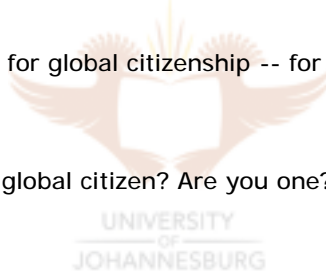 for global citizenship -- for
global citizen? Are you one?
UNIVERSITY
OF
JOHANNESBURG